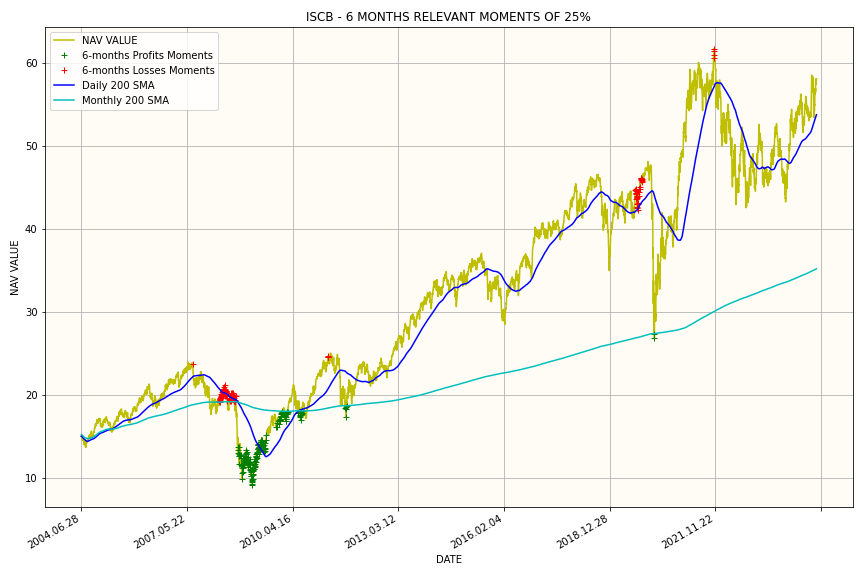 ISCB - 6 MONTHS RELEVANT MOMENTS OF 25%
NAV VALUE
6-months Profits Moments
6-months Losses Moments
Daily 200 SMA
Monthly 200 SMA
60
50
40
30
20
10
NAV VALUE
2004.06.28
2007.05.22
2010.04.16
2013.03.12
2016.02.04
2018.12.28
2021.11.22
DATE